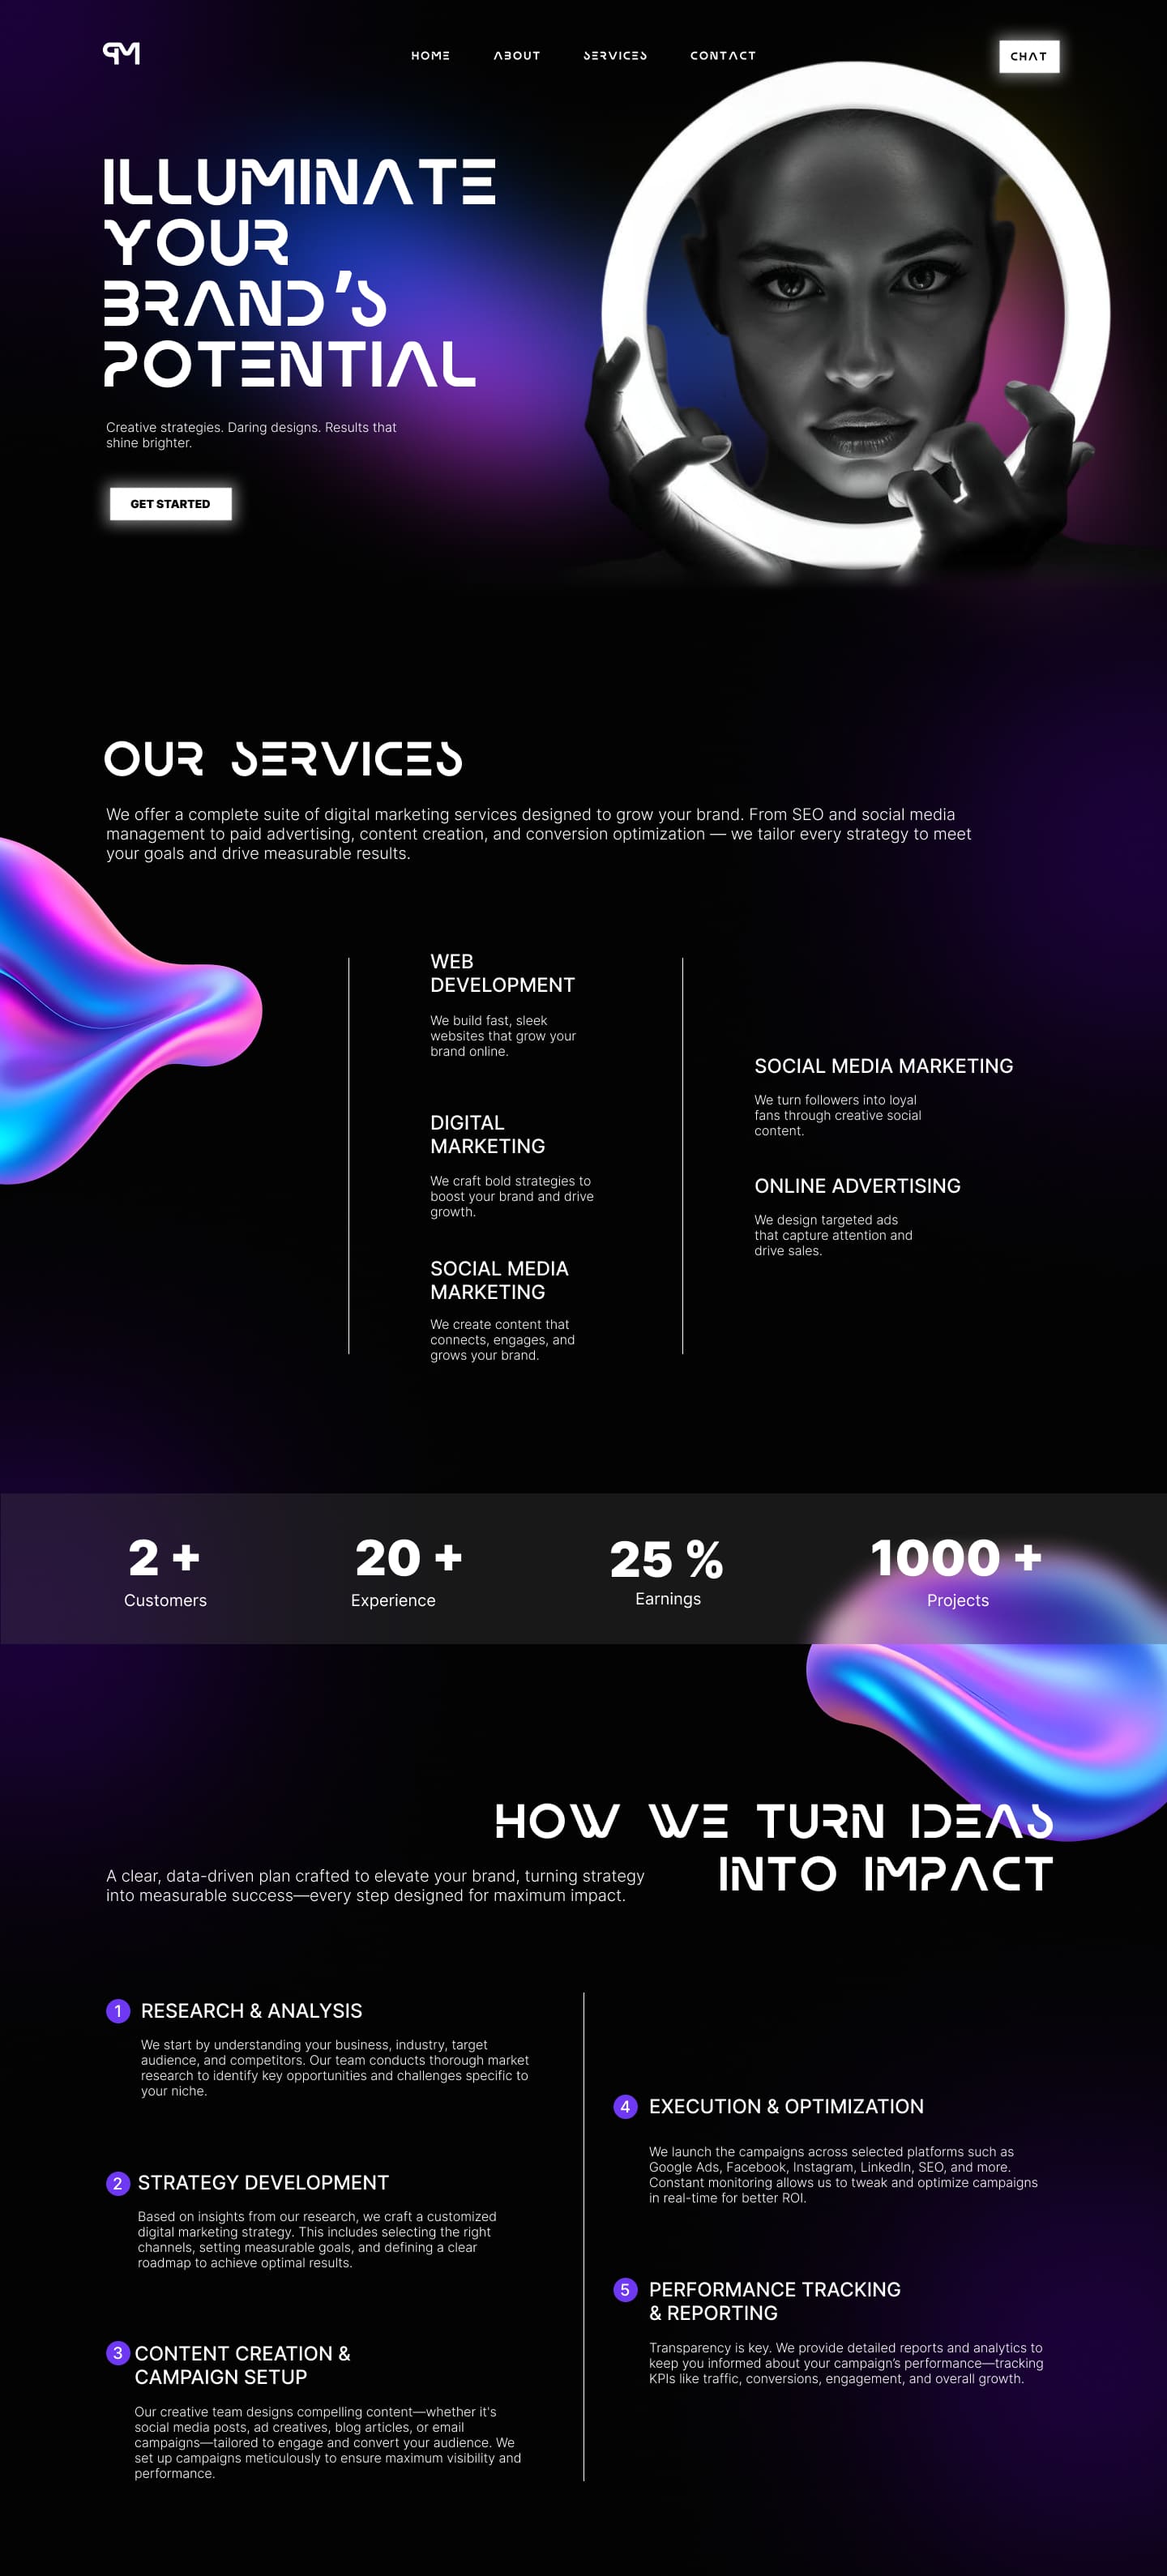 PM
HOME ABOUT SERVICES CONTACT
CHAT
ILLUMINATE
YOUR
BRAND'S
POTENTIAL
Creative strategies. Daring designs. Results that
shine brighter.
GET STARTED
OUR SERVICES
We offer a complete suite of digital marketing services designed to grow your brand. From SEO and social media
management to paid advertising, content creation, and conversion optimization — we tailor every strategy to meet
your goals and drive measurable results.
WEB
DEVELOPMENT
We build fast, sleek
websites that grow your
brand online.
DIGITAL
MARKETING
We craft bold strategies to
boost your brand and drive
growth.
SOCIAL MEDIA
MARKETING
We create content that
connects, engages, and
grows your brand.
SOCIAL MEDIA MARKETING
We turn followers into loyal
fans through creative social
content.
ONLINE ADVERTISING
We design targeted ads
that capture attention and
drive sales.
2 +
Customers
20 +
Experience
25 %
Earnings
1000 +
Projects
HOW WE TURN IDEAS
INTO IMPACT
A clear, data-driven plan crafted to elevate your brand, turning strategy
into measurable success—every step designed for maximum impact.
1 RESEARCH & ANALYSIS
We start by understanding your business, industry, target
audience, and competitors. Our team conducts thorough market
research to identify key opportunities and challenges specific to
your niche.
2 STRATEGY DEVELOPMENT
Based on insights from our research, we craft a customized
digital marketing strategy. This includes selecting the right
channels, setting measurable goals, and defining a clear
roadmap to achieve optimal results.
3 CONTENT CREATION &
CAMPAIGN SETUP
Our creative team designs compelling content—whether it's
social media posts, ad creatives, blog articles, or email
campaigns—tailored to engage and convert your audience. We
set up campaigns meticulously to ensure maximum visibility and
performance.
4 EXECUTION & OPTIMIZATION
We launch the campaigns across selected platforms such as
Google Ads, Facebook, Instagram, LinkedIn, SEO, and more.
Constant monitoring allows us to tweak and optimize campaigns
in real-time for better ROI.
5 PERFORMANCE TRACKING
& REPORTING
Transparency is key. We provide detailed reports and analytics to
keep you informed about your campaign's performance—tracking
KPIs like traffic, conversions, engagement, and overall growth.